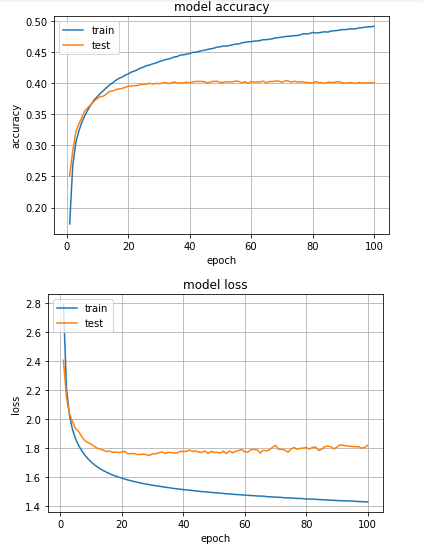 model accuracy
train
test
0.50
0.45
0.40
0.35
0.30
0.25
0.20
accuracy
0 20 40 60 80 100
epoch
model loss
train
test
2.8
2.6
2.4
2.2
2.0
1.8
1.6
1.4
loss
0 20 40 60 80 100
epoch